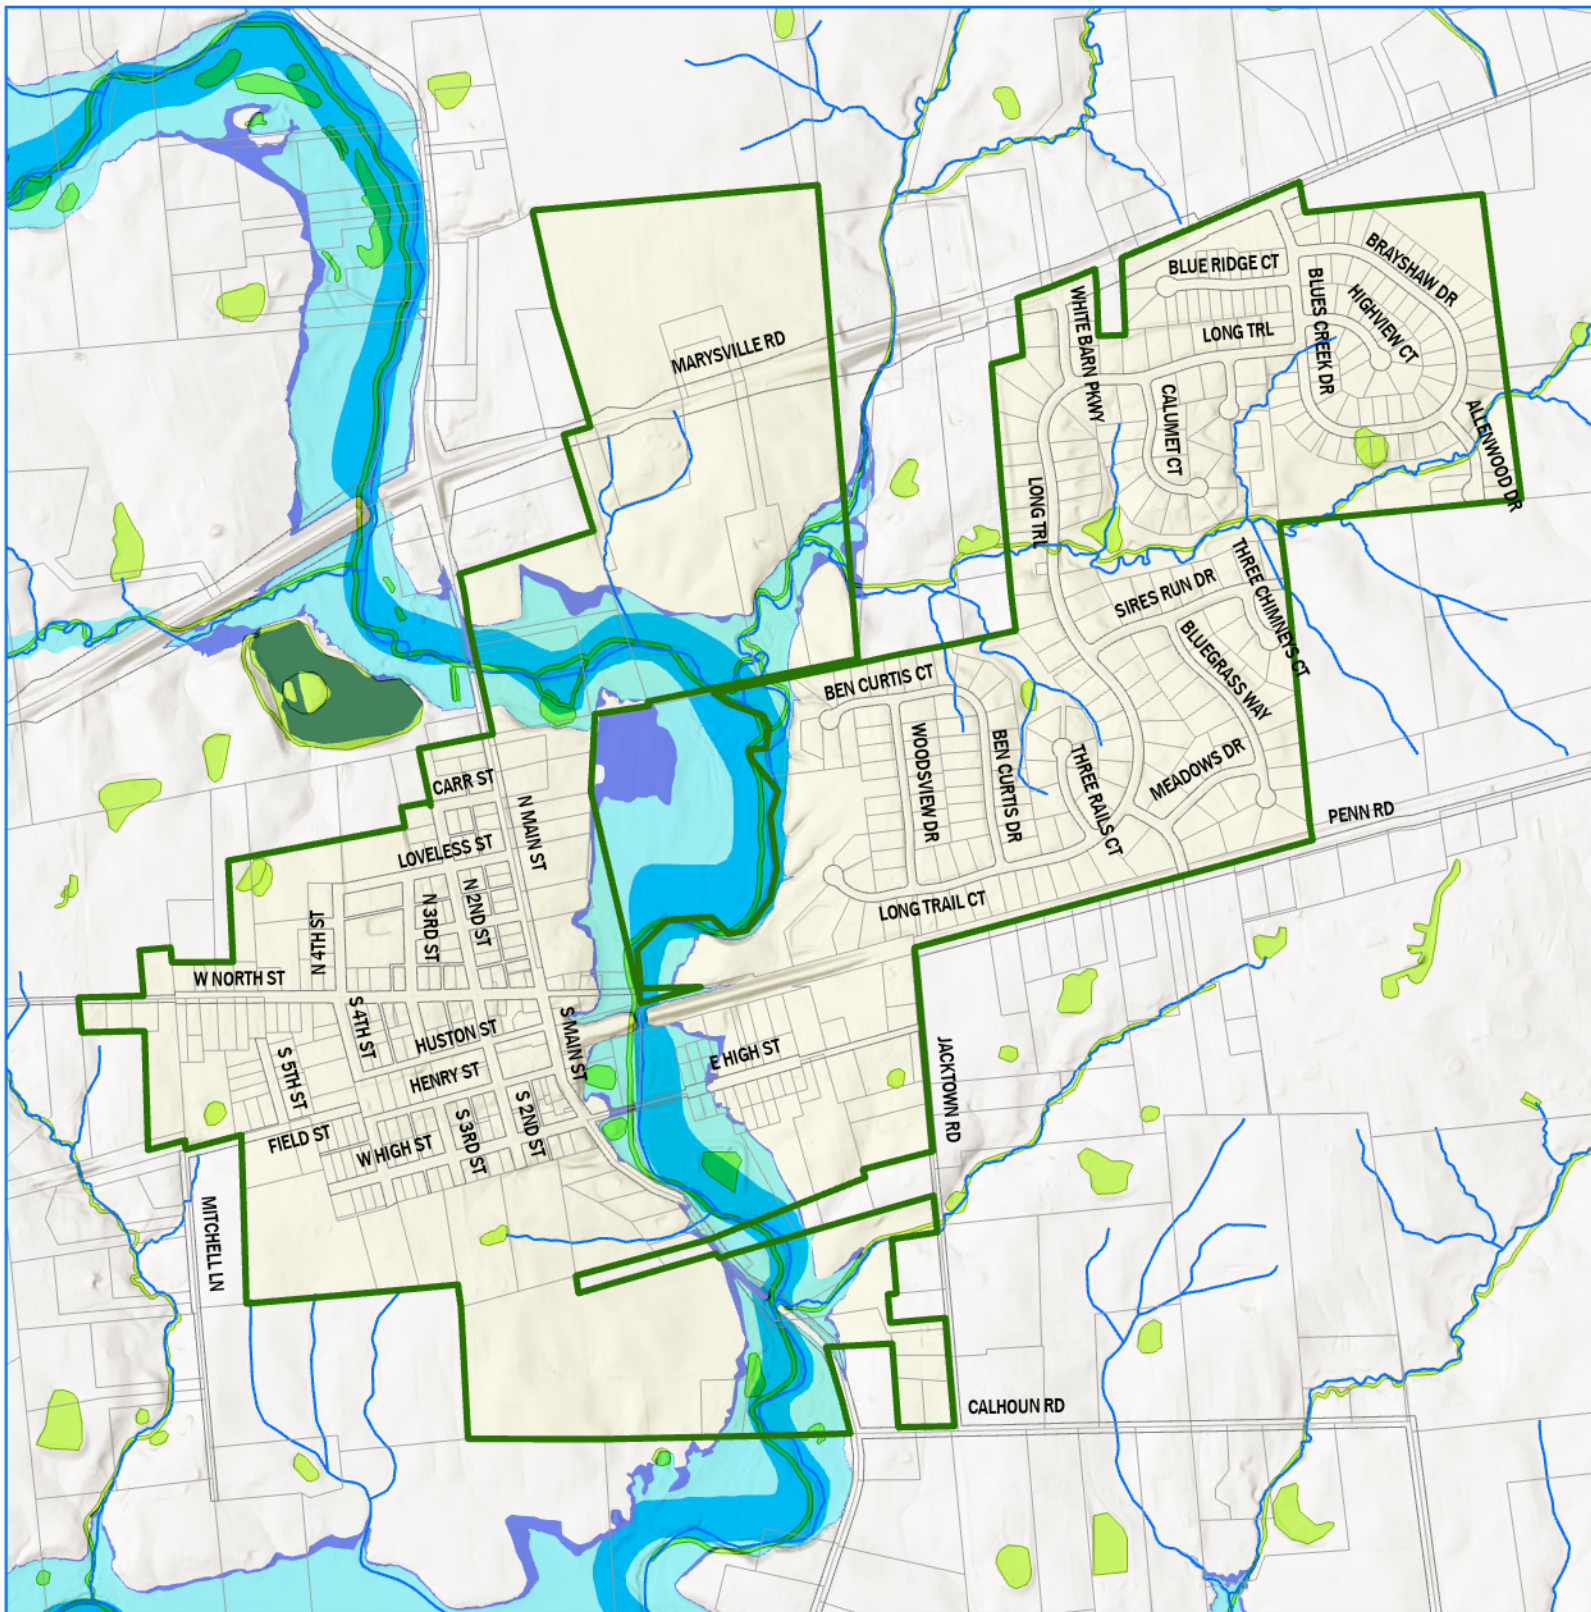 BRAYSHAW DR
BLUE RIDGE CT
BLUES CREEK DR
HIGHVIEW CT
WHITE BARN PKWY
LONG TRL
MARYSVILLE RD
CALUMET CT
ALLENWOOD DR
LONG TRL
THREE CHIMNEYS CT
SIRES RUN DR
BLUEGRASS WAY
BEN CURTIS CT
WOODSVIEW DR
BEN CURTIS DR
THREE RAILS CT
MEADOWS DR
CARR ST
N MAIN ST
PENN RD
LOVELESS ST
N 2ND ST
N 3RD ST
LONG TRAIL CT
N 4TH ST
W NORTH ST
S 4TH ST
S MAIN ST
HUSTON ST
E HIGH ST
JACKTOWN RD
S 5TH ST
HENRY ST
S 2ND ST
S 3RD ST
FIELD ST
W HIGH ST
MITCHELL LN
CALHOUN RD